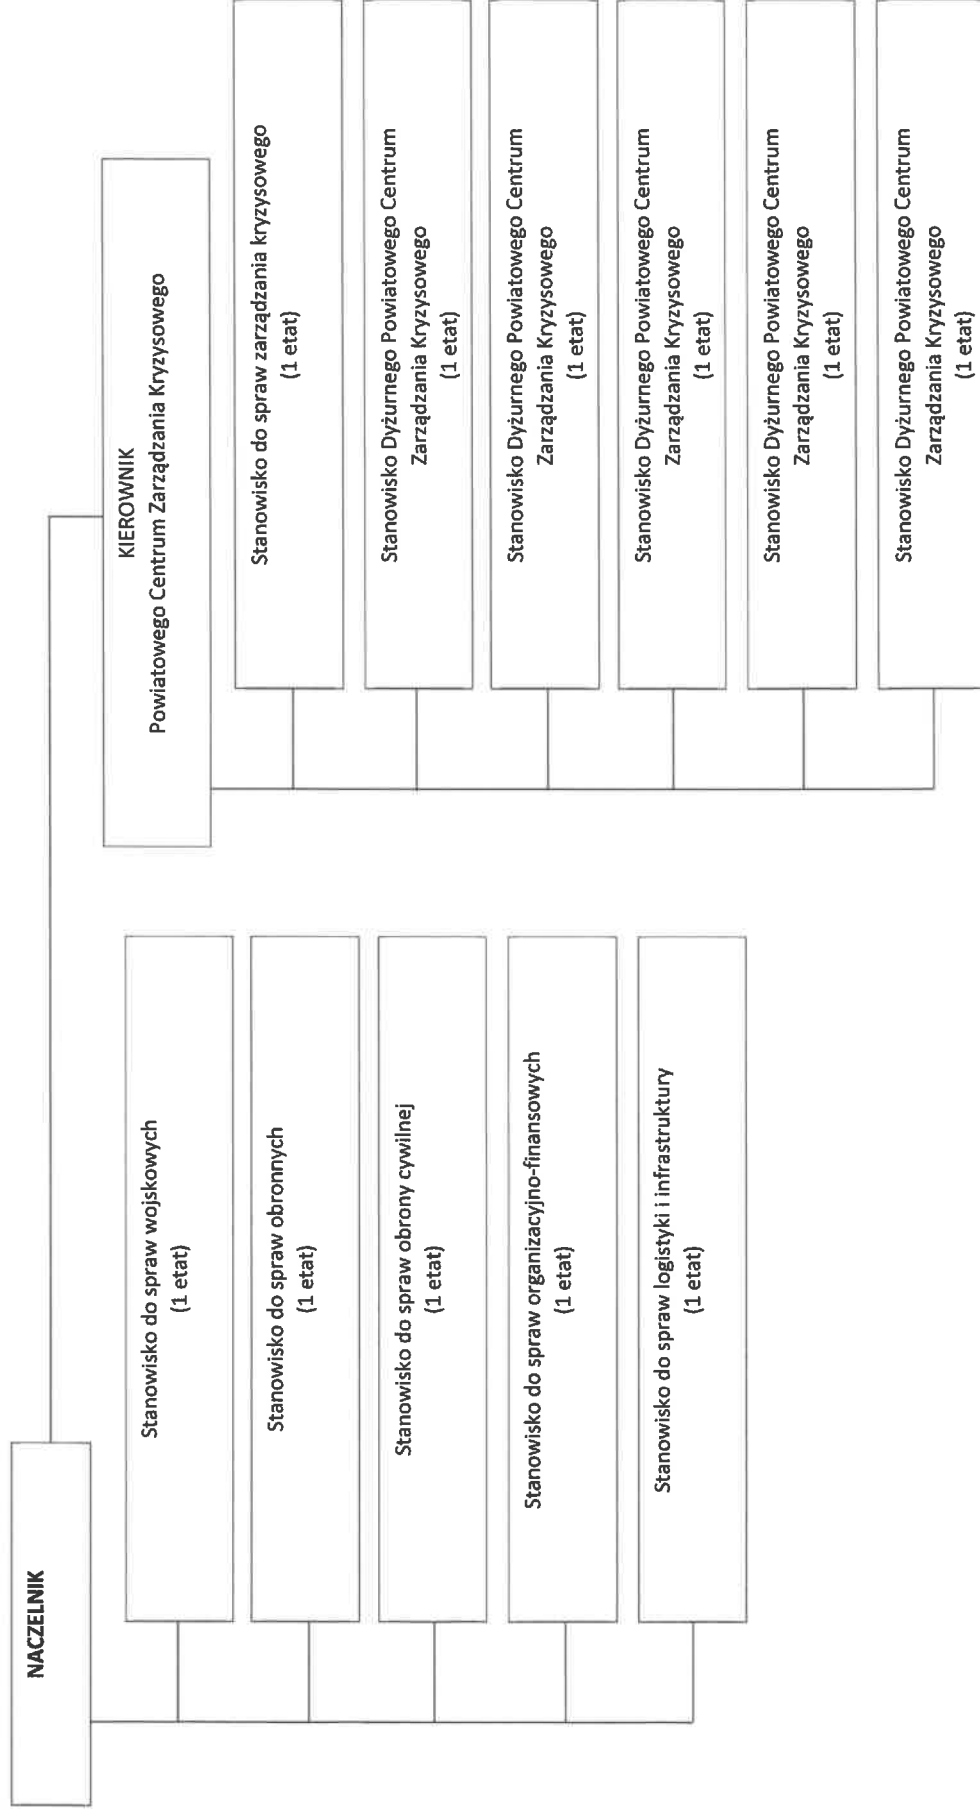 NACZELNIK
Stanowisko do spraw wojskowych
(1 etat)
Stanowisko do spraw obronnych
(1 etat)
Stanowisko do spraw obrony cywilnej
(1 etat)
Stanowisko do spraw organizacyjno-finansowych
(1 etat)
Stanowisko do spraw logistyki i infrastruktury
(1 etat)
KIEROWNIK
Powiatowego Centrum Zarządzania Kryzysowego
Stanowisko do spraw zarządzania kryzysowego
(1 etat)
Stanowisko Dyżurnego Powiatowego Centrum
Zarządzania Kryzysowego
(1 etat)
Stanowisko Dyżurnego Powiatowego Centrum
Zarządzania Kryzysowego
(1 etat)
Stanowisko Dyżurnego Powiatowego Centrum
Zarządzania Kryzysowego
(1 etat)
Stanowisko Dyżurnego Powiatowego Centrum
Zarządzania Kryzysowego
(1 etat)
Stanowisko Dyżurnego Powiatowego Centrum
Zarządzania Kryzysowego
(1 etat)